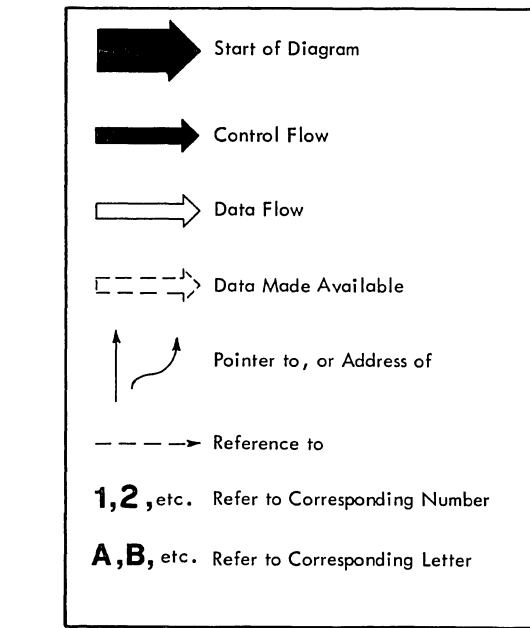 Start of Diagram
Control Flow
Data Flow
Data Made Available
Pointer to, or Address of
Reference to
1,2,etc. Refer to Corresponding Number
A,B, etc. Refer to Corresponding Letter